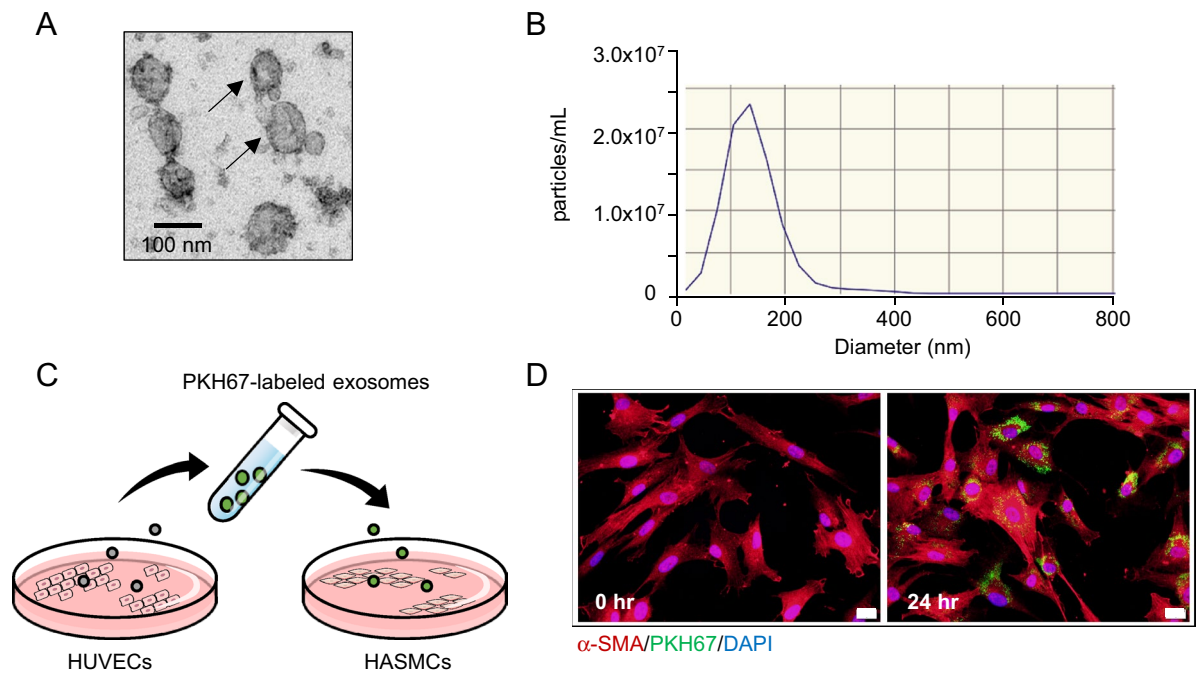 A
100 nm
B
3.0x10⁷
2.0x10⁷
1.0x10⁷
0
particles/mL
0 200 400 600 800
Diameter (nm)
C
PKH67-labeled exosomes
HUVECs
HASMCs
D
0 hr
24 hr
α-SMA/PKH67/DAPI